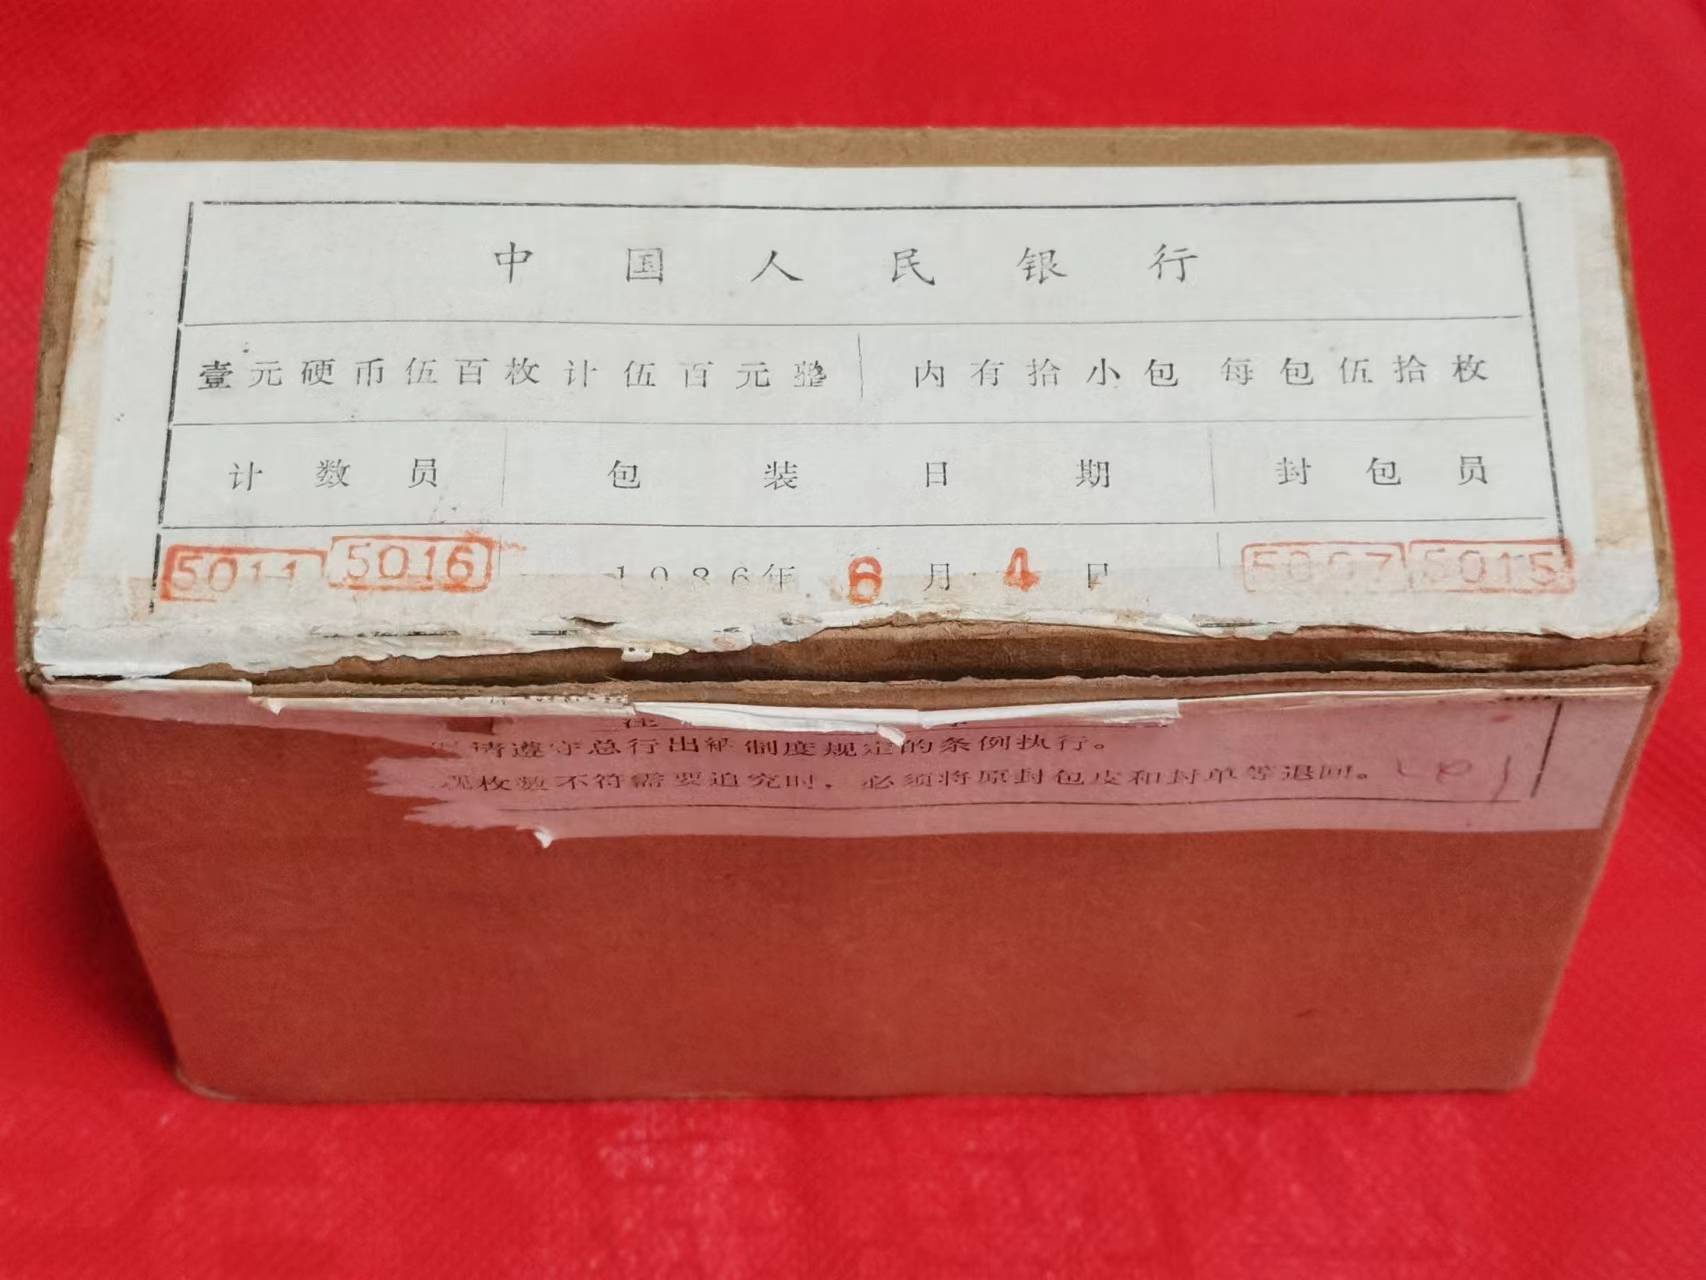 中国人民银行
壹元硬币伍百枚计伍百元整 内有拾小包每包伍拾枚
计数员 包装日期 封包员
5011 5016 1986年 6月 4日 5007 5015
请遵守总行出纳制度规定的条例执行。
现枚数不符需要追究时，必须将原封包皮和封单等退回。